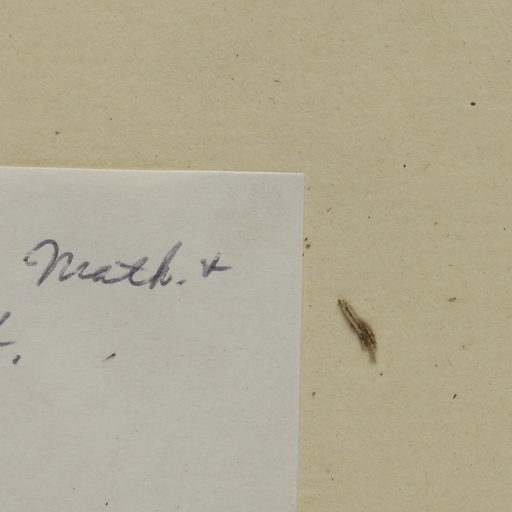 Math. +
t.